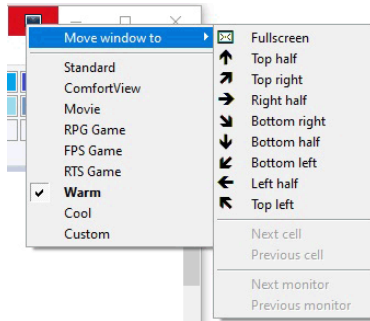 Move window to
Standard
ComfortView
Movie
RPG Game
FPS Game
RTS Game
Warm
Cool
Custom
Fullscreen
Top half
Top right
Right half
Bottom right
Bottom half
Bottom left
Left half
Top left
Next cell
Previous cell
Next monitor
Previous monitor